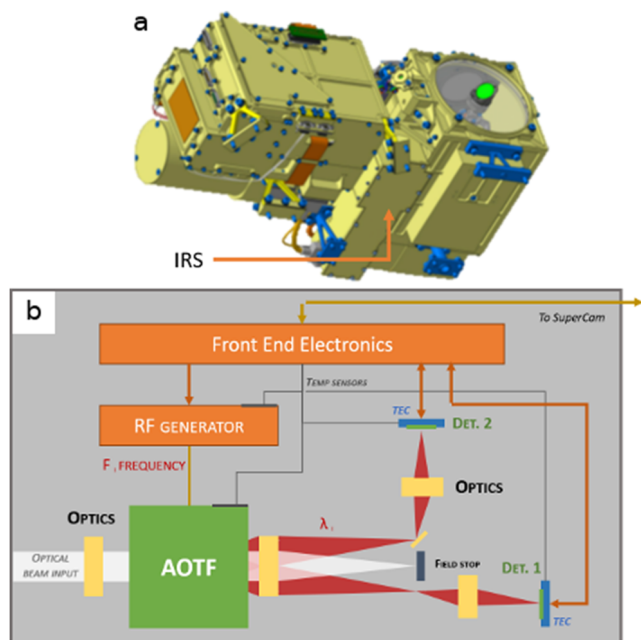 a
IRS
b
To SuperCam
Front End Electronics
TEMP SENSORS
RF GENERATOR
TEC
DET. 2
F i FREQUENCY
OPTICS
OPTICS
λ i
OPTICAL
BEAM INPUT
AOTF
FIELD STOP
DET. 1
TEC